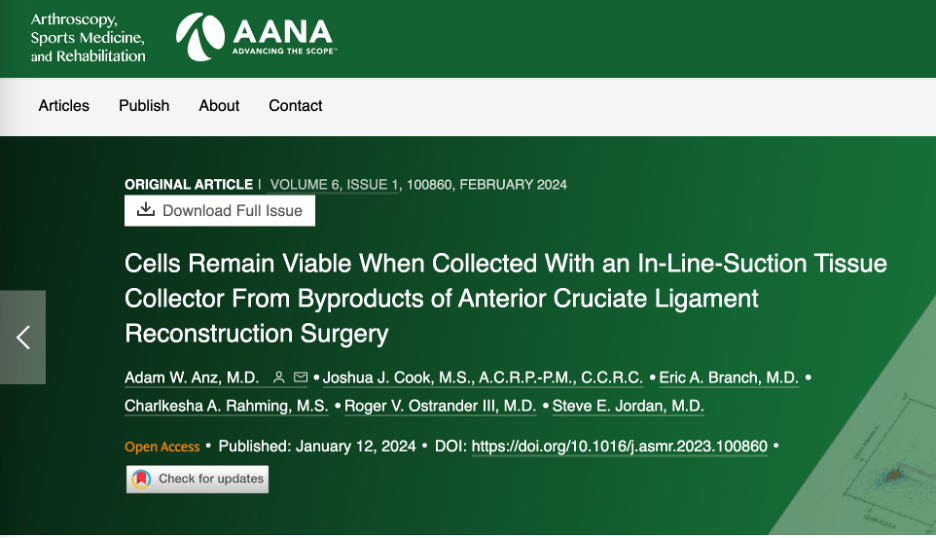 Arthroscopy,
Sports Medicine,
and Rehabilitation
AANA
ADVANCING THE SCOPE™
Articles Publish About Contact
ORIGINAL ARTICLE | VOLUME 6, ISSUE 1, 100860, FEBRUARY 2024
Download Full Issue
Cells Remain Viable When Collected With an In-Line-Suction Tissue
Collector From Byproducts of Anterior Cruciate Ligament
Reconstruction Surgery
Adam W. Anz, M.D. • Joshua J. Cook, M.S., A.C.R.P.-P.M., C.C.R.C. • Eric A. Branch, M.D. •
Charlkesha A. Rahming, M.S. • Roger V. Ostrander III, M.D. • Steve E. Jordan, M.D.
Open Access • Published: January 12, 2024 • DOI: https://doi.org/10.1016/j.asmr.2023.100860 •
Check for updates